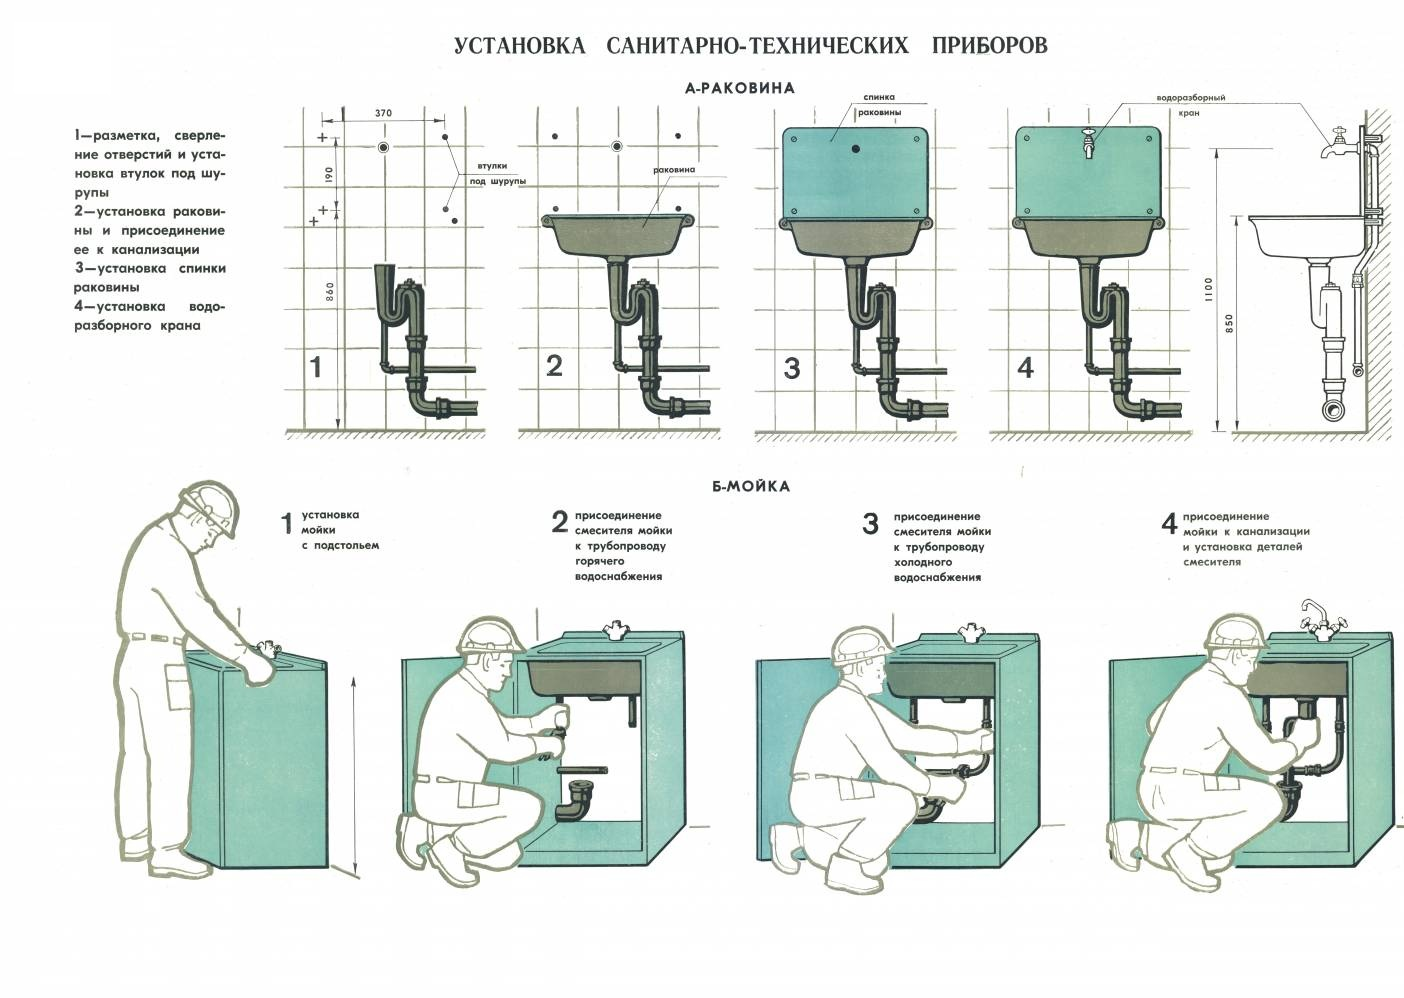 УСТАНОВКА САНИТАРНО-ТЕХНИЧЕСКИХ ПРИБОРОВ
А-РАКОВИНА
1—разметка, сверле-
ние отверстий и уста-
новка втулок под шу-
рупы
2—установка ракови-
ны и присоединение
ее к канализации
3—установка спинки
раковины
4—установка водо-
разборного крана
370
190
860
втулки
под шурупы
1
раковина
2
спинка
раковины
3
водоразборный
кран
4
1100
850
Б-МОЙКА
1 установка
мойки
с подстольем
2 присоединение
смесителя мойки
к трубопроводу
горячего
водоснабжения
3 присоединение
смесителя мойки
к трубопроводу
холодного
водоснабжения
4 присоединение
мойки к канализации
и установка деталей
смесителя